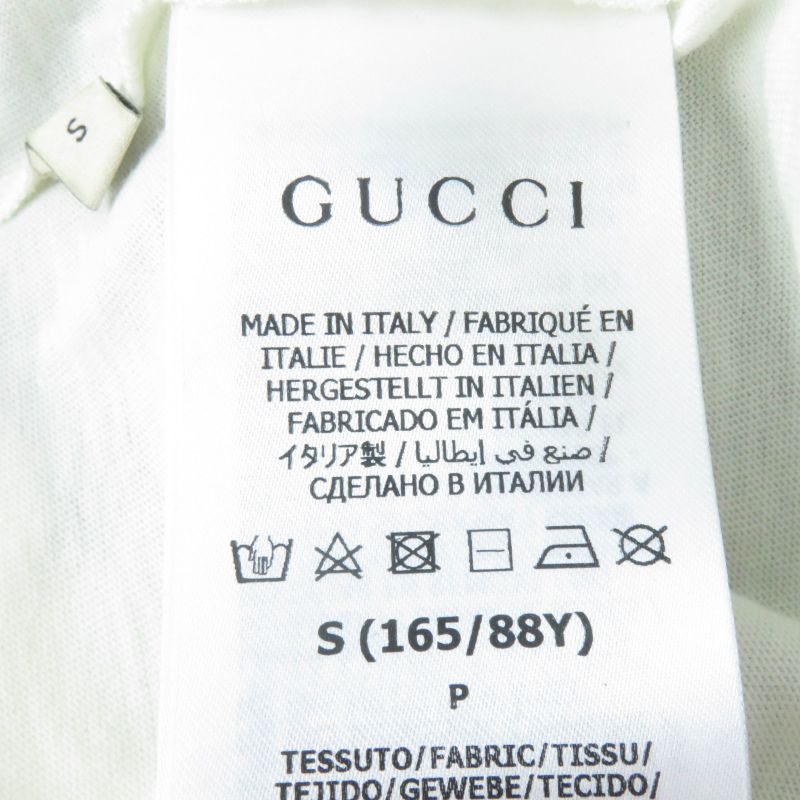 S
GUCCI
MADE IN ITALY / FABRIQUÉ EN
ITALIE / HECHO EN ITALIA /
HERGESTELLT IN ITALIEN /
FABRICADO EM ITÁLIA /
イタリア製 / صنع في إيطاليا /
СДЕЛАНО В ИТАЛИИ
S (165/88Y)
P
TESSUTO/FABRIC/TISSU/
TEJIDO/GEWEBE/TECIDO/